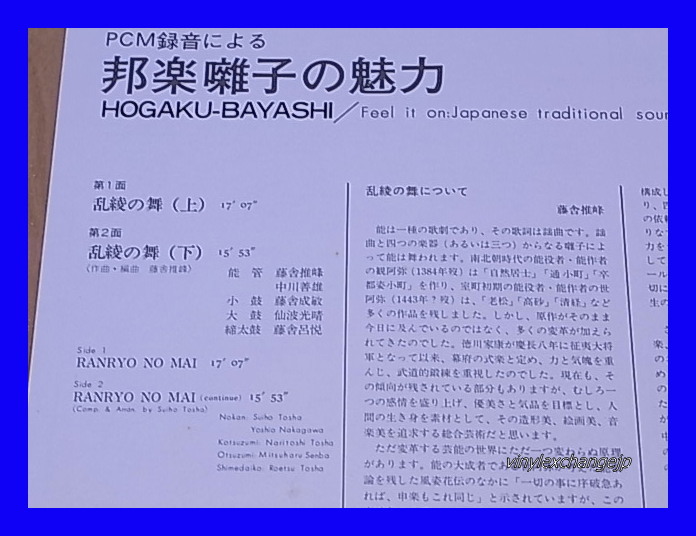 PCM録音による
邦楽囃子の魅力
HOGAKU-BAYASHI/Feel it on:Japanese traditional sour
第1面
乱綾の舞(上) 17′07″
第2面
乱綾の舞(下) 15′53″
(作曲・編曲 藤舎推峰)
能管 藤舎推峰
中川善雄
小鼓 藤舎成敏
大鼓 仙波光晴
締太鼓 藤舎呂悦
Side 1
RANRYO NO MAI 17′07″
Side 2
RANRYO NO MAI (continue) 15′53″
(Comp. & Arran. by Suiho Tosha)
Nokan: Suiho Tosha
Yoshio Nakagawa
Kotsuzumi: Naritoshi Tosha
Otsuzumi: Mitsuharu Senba
Shimedaiko: Roetsu Tosha
乱綾の舞について
藤舎推峰
能は一種の歌劇であり、その歌詞は謡曲です。謡
曲と四つの楽器(あるいは三つ)からなる囃子によ
って能は舞われます。南北朝時代の能役者・能作者
の観阿弥(1384年歿)は「自然居士」「通小町」「卒
都婆小町」を作り、室町初期の能役者・能作者の世
阿弥(1443年?歿)は、「老松」「高砂」「清経」など
多くの作品を残しました。しかし、原作がそのまま
今日に及んでいるのではなく、多くの変革が加えら
れてきたのでした。徳川家康が慶長八年に征夷大将
軍となって以来、幕府の式楽と定め、力と気魄を重
んじ、武道的鍛練を重視したのでした。現在も、そ
の傾向が残されている部分もありますが、むしろ一
つの感情を盛り上げ、優美さと気品を目標とし、人
間の生き身を素材として、その造形美、絵画美、音
楽美を追求する総合芸術だと思います。
ただ変革する芸能の世界にただ一つ変わらぬ原理
があります。能の大成者であ
論を残した風姿花伝のなかに「一切の事に序破急あ
れば、申楽もこれ同じ」と示されていますが、この
構成し
り、四
の依頼
りなで
力を
して
ール
切に
生の
vinylexchangejp